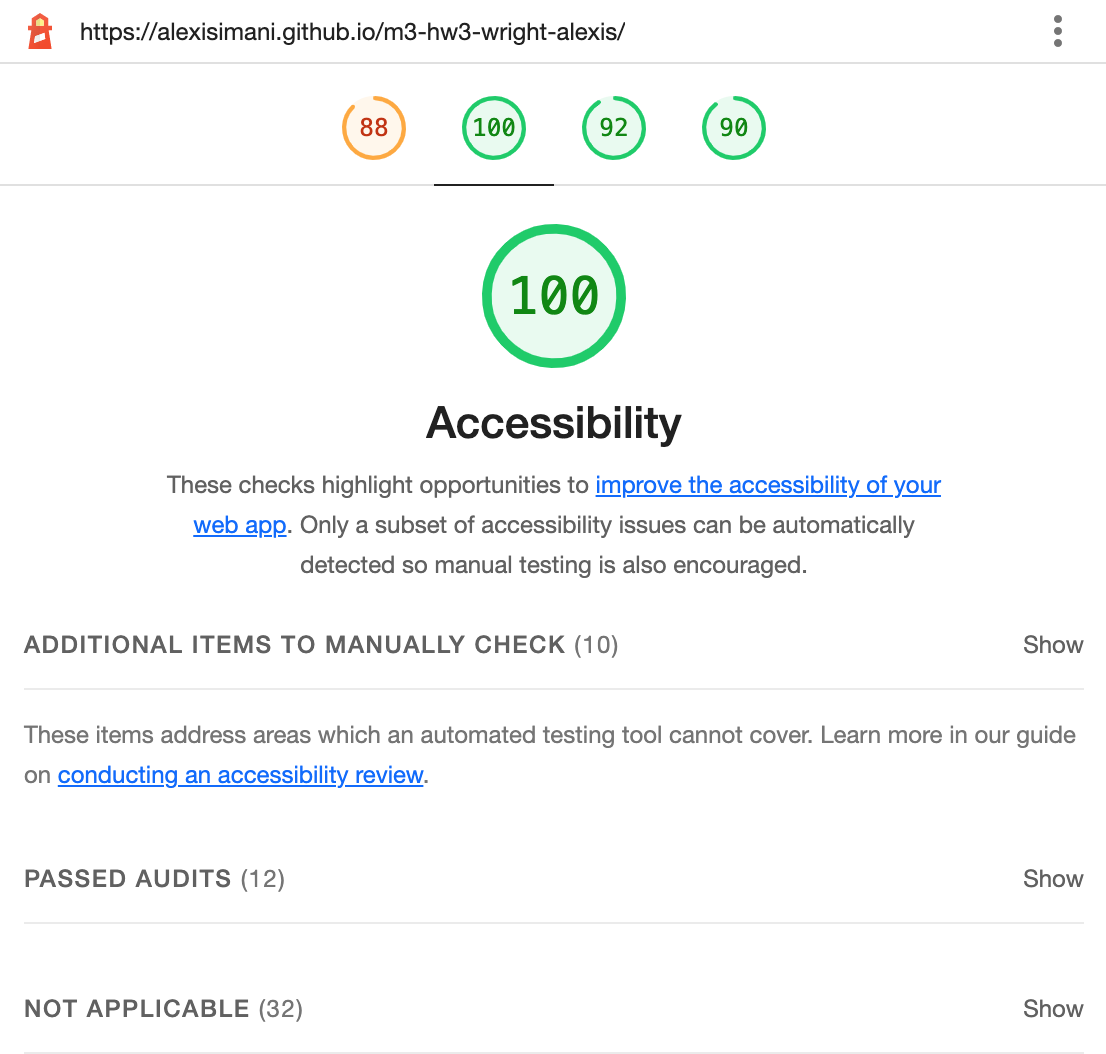 https://alexisimani.github.io/m3-hw3-wright-alexis/
88 100 92 90
100
Accessibility
These checks highlight opportunities to improve the accessibility of your
web app. Only a subset of accessibility issues can be automatically
detected so manual testing is also encouraged.
ADDITIONAL ITEMS TO MANUALLY CHECK (10) Show
These items address areas which an automated testing tool cannot cover. Learn more in our guide
on conducting an accessibility review.
PASSED AUDITS (12) Show
NOT APPLICABLE (32) Show